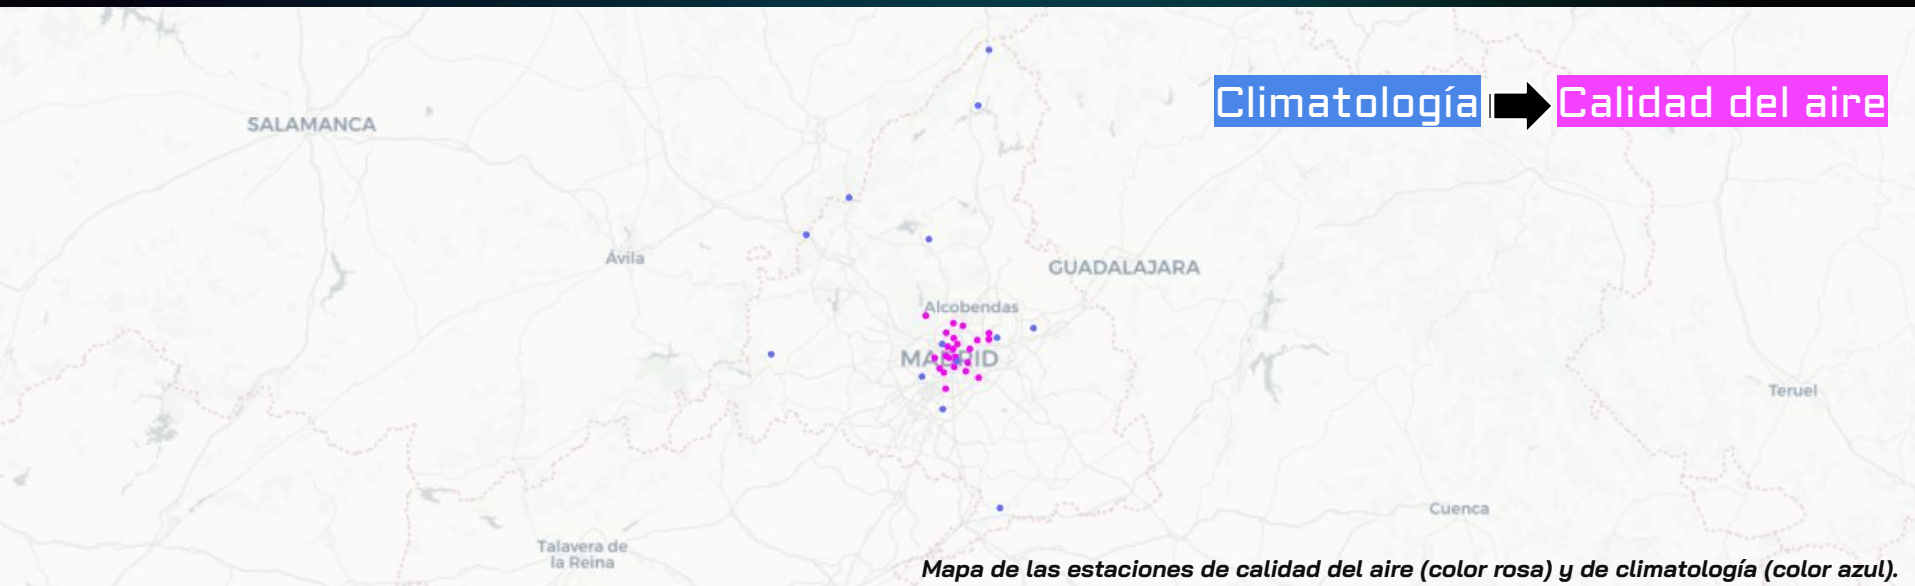 SALAMANCA
Climatología Calidad del aire
Ávila
GUADALAJARA
Alcobendas
MADRID
Teruel
Cuenca
Talavera de
la Reina
Mapa de las estaciones de calidad del aire (color rosa) y de climatología (color azul).